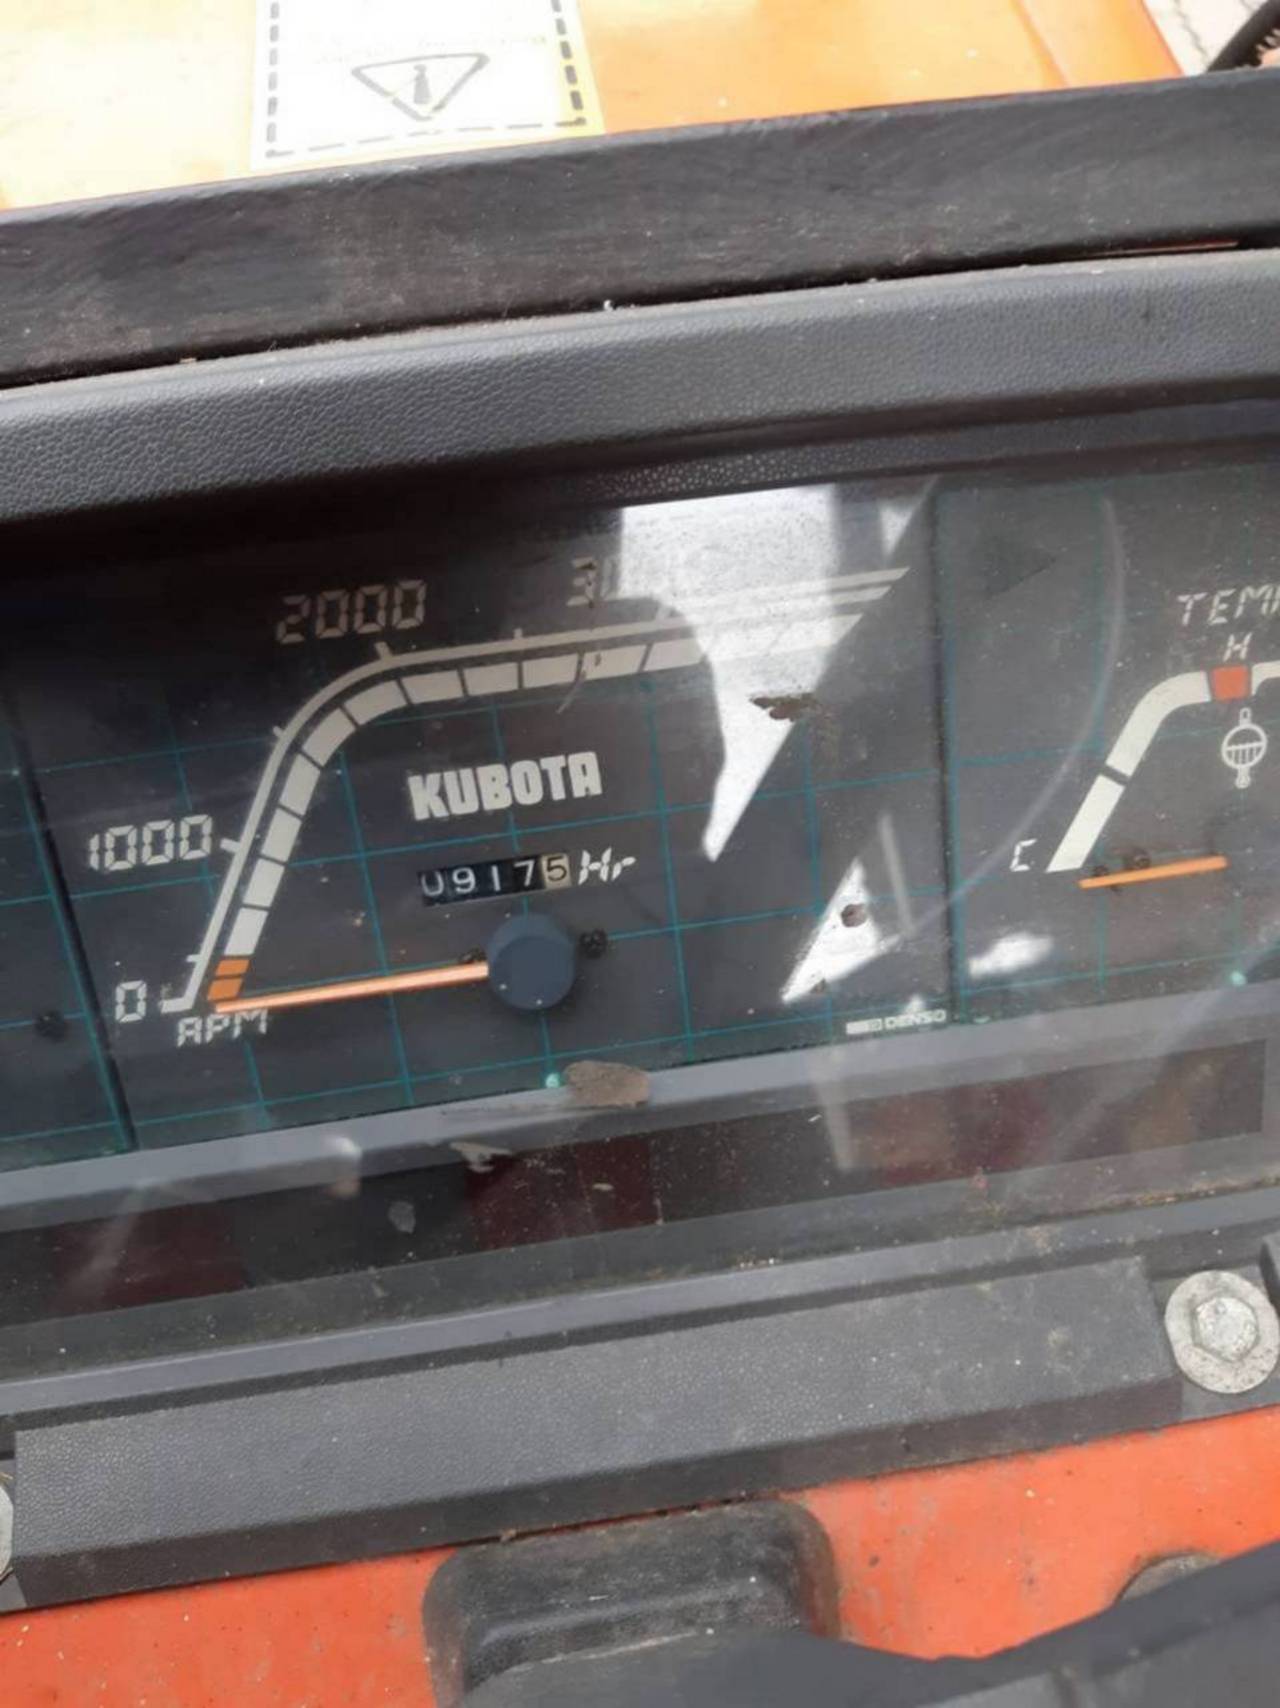 2000
1000
KUBOTA
09175 Hr
0
RPM
DENSO
H
C